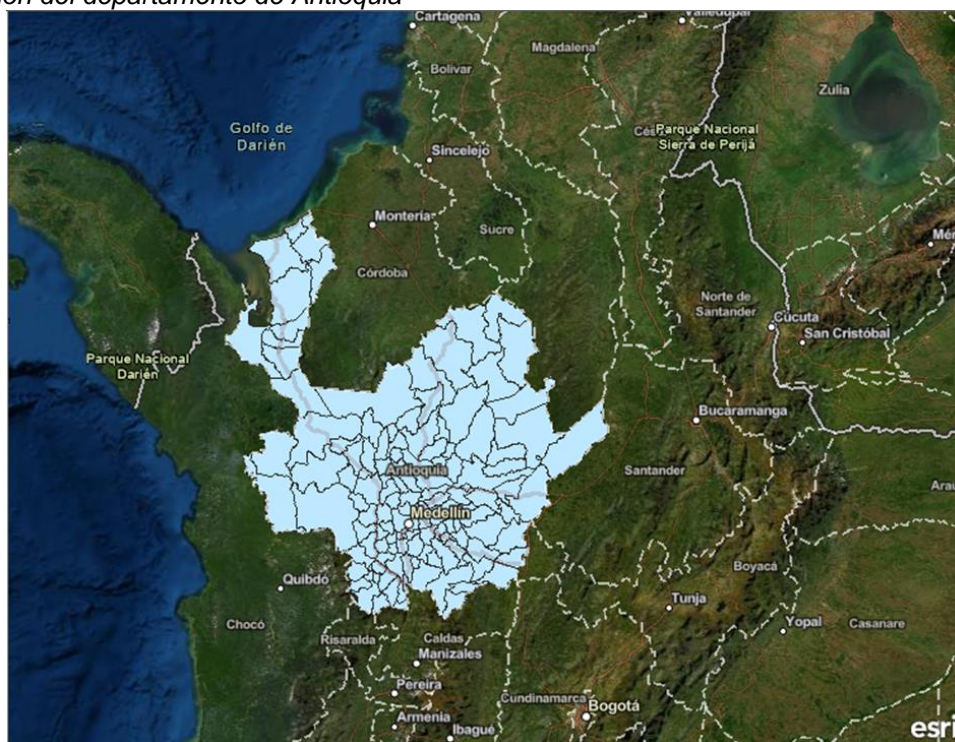 del departamento de Antioquia
Cartagena
Valledupar
Magdalena
Bolívar
Zulia
Golfo de
Darién
Parque Nacional
Sierra de Perijá
Sincelejo
Montería
Sucre
Córdoba
Norte de
Santander
Cúcuta
San Cristóbal
Parque Nacional
Darién
Bucaramanga
Antioquia
Santander
Medellín
Boyacá
Quibdó
Tunja
Yopal
Chocó
Casanare
Risaralda
Caldas
Manizales
Pereira
Cundinamarca
Bogotá
Armenia
Ibagué
esri